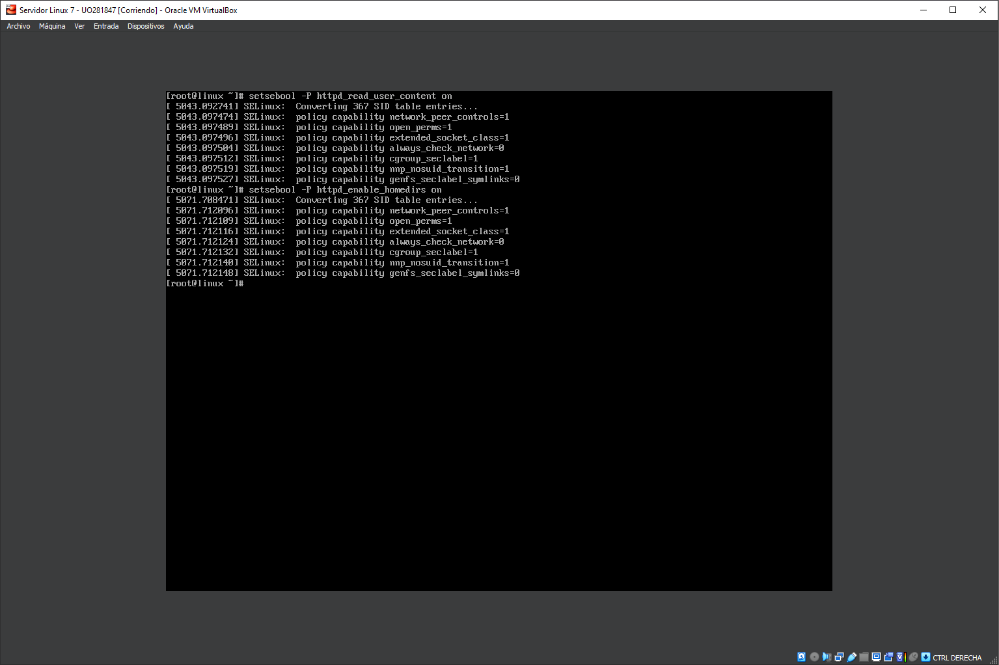 Servidor Linux 7 - UO281847 [Corriendo] - Oracle VM VirtualBox
Archivo Máquina Ver Entrada Dispositivos Ayuda
[root@linux ~]# setsebool -P httpd_read_user_content on
[ 5043.092741] SELinux:  Converting 367 SID table entries...
[ 5043.097474] SELinux:  policy capability network_peer_controls=1
[ 5043.097489] SELinux:  policy capability open_perms=1
[ 5043.097496] SELinux:  policy capability extended_socket_class=1
[ 5043.097504] SELinux:  policy capability always_check_network=0
[ 5043.097512] SELinux:  policy capability cgroup_seclabel=1
[ 5043.097519] SELinux:  policy capability nnp_nosuid_transition=1
[ 5043.097527] SELinux:  policy capability genfs_seclabel_symlinks=0
[root@linux ~]# setsebool -P httpd_enable_homedirs on
[ 5071.708471] SELinux:  Converting 367 SID table entries...
[ 5071.712096] SELinux:  policy capability network_peer_controls=1
[ 5071.712109] SELinux:  policy capability open_perms=1
[ 5071.712116] SELinux:  policy capability extended_socket_class=1
[ 5071.712124] SELinux:  policy capability always_check_network=0
[ 5071.712132] SELinux:  policy capability cgroup_seclabel=1
[ 5071.712140] SELinux:  policy capability nnp_nosuid_transition=1
[ 5071.712148] SELinux:  policy capability genfs_seclabel_symlinks=0
[root@linux ~]#
CTRL DERECHA